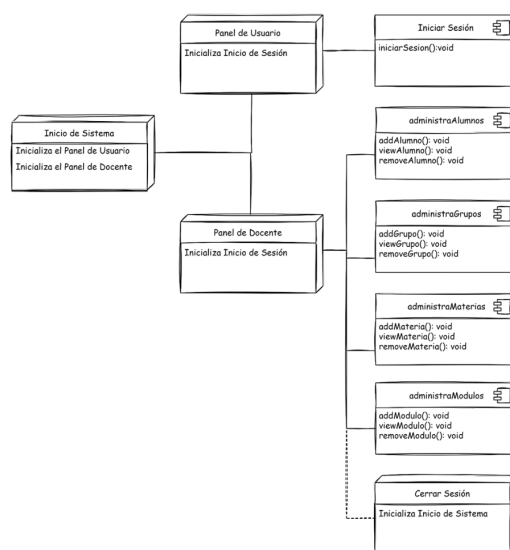 Panel de Usuario
Inicializa Inicio de Sesión
Iniciar Sesión
iniciarSesion():void
Inicio de Sistema
Inicializa el Panel de Usuario
Inicializa el Panel de Docente
administraAlumnos
addAlumno(): void
viewAlumno(): void
removeAlumno(): void
Panel de Docente
Inicializa Inicio de Sesión
administraGrupos
addGrupo(): void
viewGrupo(): void
removeGrupo(): void
administraMaterias
addMateria(): void
viewMateria(): void
removeMateria(): void
administraModulos
addModulo(): void
viewModulo(): void
removeModulo(): void
Cerrar Sesión
Inicializa Inicio de Sistema